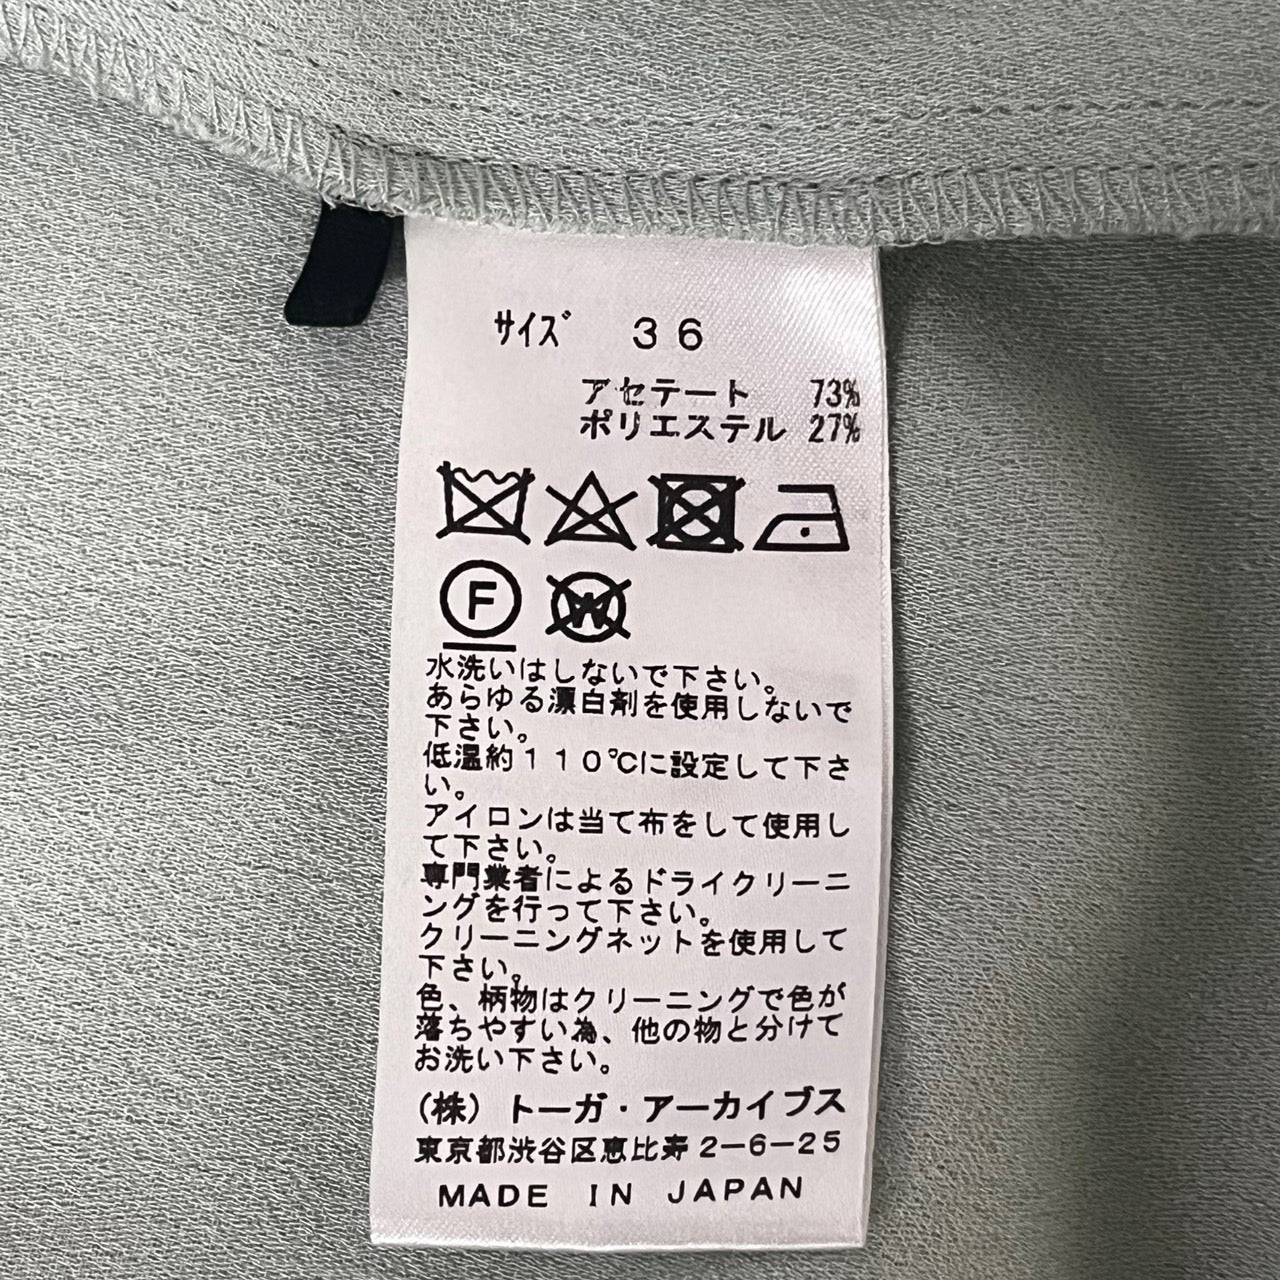 サイズ 36
アセテート 73%
ポリエステル 27%
F
W
水洗いはしないで下さい。
あらゆる漂白剤を使用しないで
下さい。
低温約110℃に設定して下さ
い。
アイロンは当て布をして使用し
て下さい。
専門業者によるドライクリーニ
ングを行って下さい。
クリーニングネットを使用して
下さい。
色、柄物はクリーニングで色が
落ちやすい為、他の物と分けて
お洗い下さい。
(株)トーガ・アーカイブス
東京都渋谷区恵比寿2-6-25
MADE IN JAPAN